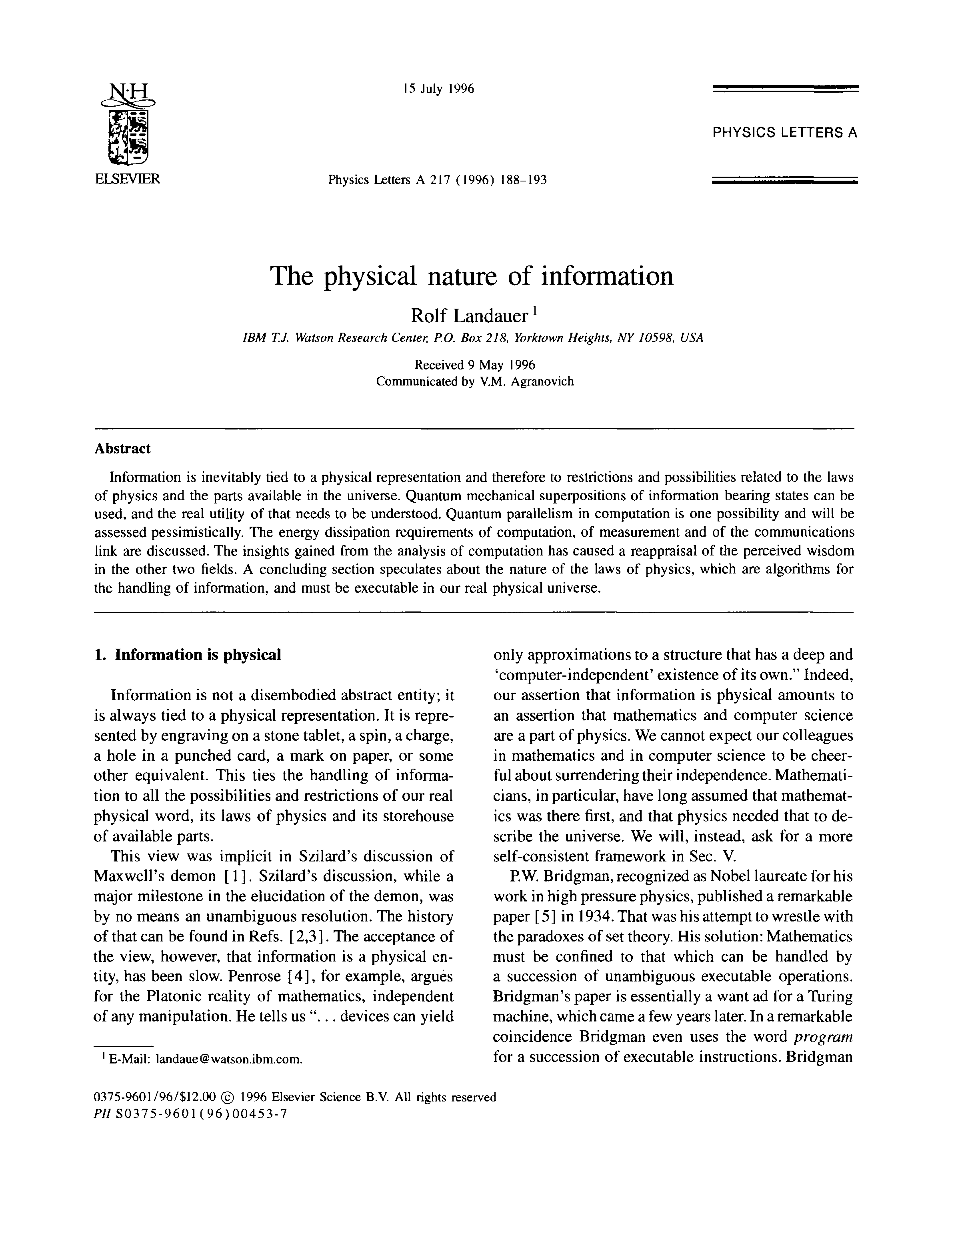 N·H
ELSEVIER
15 July 1996
Physics Letters A 217 (1996) 188–193
PHYSICS LETTERS A
The physical nature of information
Rolf Landauer 1
IBM T.J. Watson Research Center, P.O. Box 218, Yorktown Heights, NY 10598, USA
Received 9 May 1996
Communicated by V.M. Agranovich
Abstract
Information is inevitably tied to a physical representation and therefore to restrictions and possibilities related to the laws
of physics and the parts available in the universe. Quantum mechanical superpositions of information bearing states can be
used, and the real utility of that needs to be understood. Quantum parallelism in computation is one possibility and will be
assessed pessimistically. The energy dissipation requirements of computation, of measurement and of the communications
link are discussed. The insights gained from the analysis of computation has caused a reappraisal of the perceived wisdom
in the other two fields. A concluding section speculates about the nature of the laws of physics, which are algorithms for
the handling of information, and must be executable in our real physical universe.
1. Information is physical
Information is not a disembodied abstract entity; it
is always tied to a physical representation. It is repre-
sented by engraving on a stone tablet, a spin, a charge,
a hole in a punched card, a mark on paper, or some
other equivalent. This ties the handling of informa-
tion to all the possibilities and restrictions of our real
physical word, its laws of physics and its storehouse
of available parts.
This view was implicit in Szilard's discussion of
Maxwell's demon [1]. Szilard's discussion, while a
major milestone in the elucidation of the demon, was
by no means an unambiguous resolution. The history
of that can be found in Refs. [2,3]. The acceptance of
the view, however, that information is a physical en-
tity, has been slow. Penrose [4], for example, argues
for the Platonic reality of mathematics, independent
of any manipulation. He tells us “... devices can yield
1 E-Mail: landaue@watson.ibm.com.
only approximations to a structure that has a deep and
‘computer-independent’ existence of its own.” Indeed,
our assertion that information is physical amounts to
an assertion that mathematics and computer science
are a part of physics. We cannot expect our colleagues
in mathematics and in computer science to be cheer-
ful about surrendering their independence. Mathemati-
cians, in particular, have long assumed that mathemat-
ics was there first, and that physics needed that to de-
scribe the universe. We will, instead, ask for a more
self-consistent framework in Sec. V.
P.W. Bridgman, recognized as Nobel laureate for his
work in high pressure physics, published a remarkable
paper [5] in 1934. That was his attempt to wrestle with
the paradoxes of set theory. His solution: Mathematics
must be confined to that which can be handled by
a succession of unambiguous executable operations.
Bridgman's paper is essentially a want ad for a Turing
machine, which came a few years later. In a remarkable
coincidence Bridgman even uses the word program
for a succession of executable instructions. Bridgman
0375-9601/96/$12.00 © 1996 Elsevier Science B.V. All rights reserved
PII S0375-9601(96)00453-7